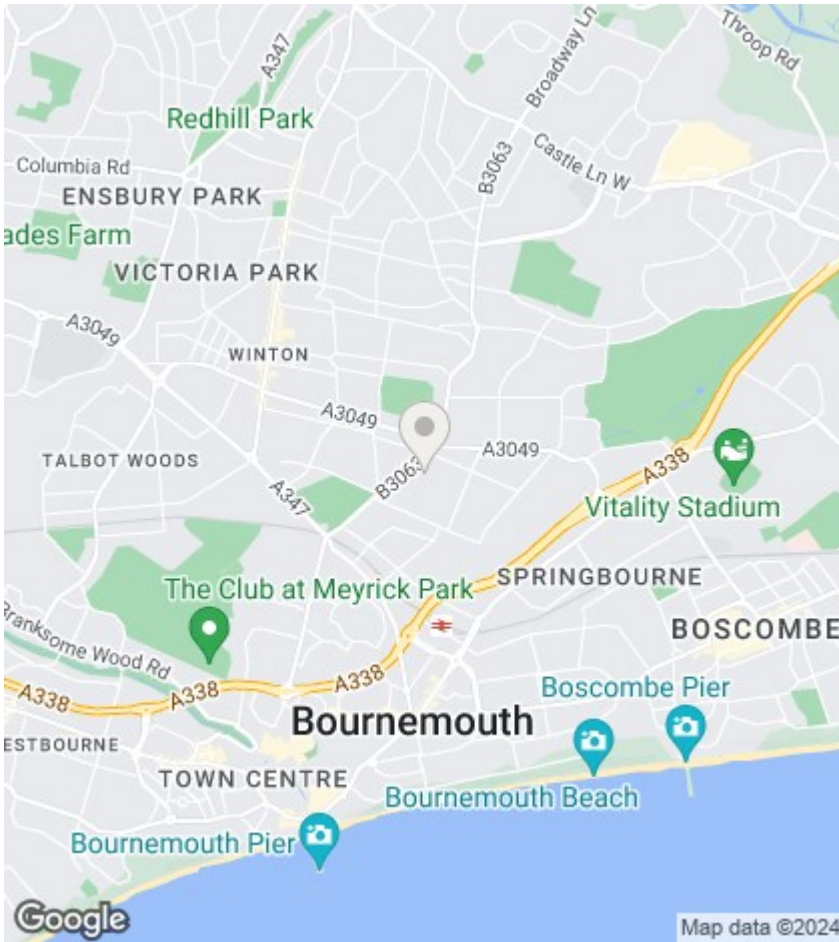 Throop Rd
Broadway Ln
A347
Redhill Park
B3063
Castle Ln W
Columbia Rd
ENSBURY PARK
ades Farm
VICTORIA PARK
A3049
WINTON
A3049
A3049
TALBOT WOODS
B3063
A338
A347
Vitality Stadium
SPRINGBOURNE
The Club at Meyrick Park
Branksome Wood Rd
BOSCOMBE
A338
A338
A338
Boscombe Pier
Bournemouth
ESTBOURNE
TOWN CENTRE
Bournemouth Beach
Bournemouth Pier
Google
Map data ©2024